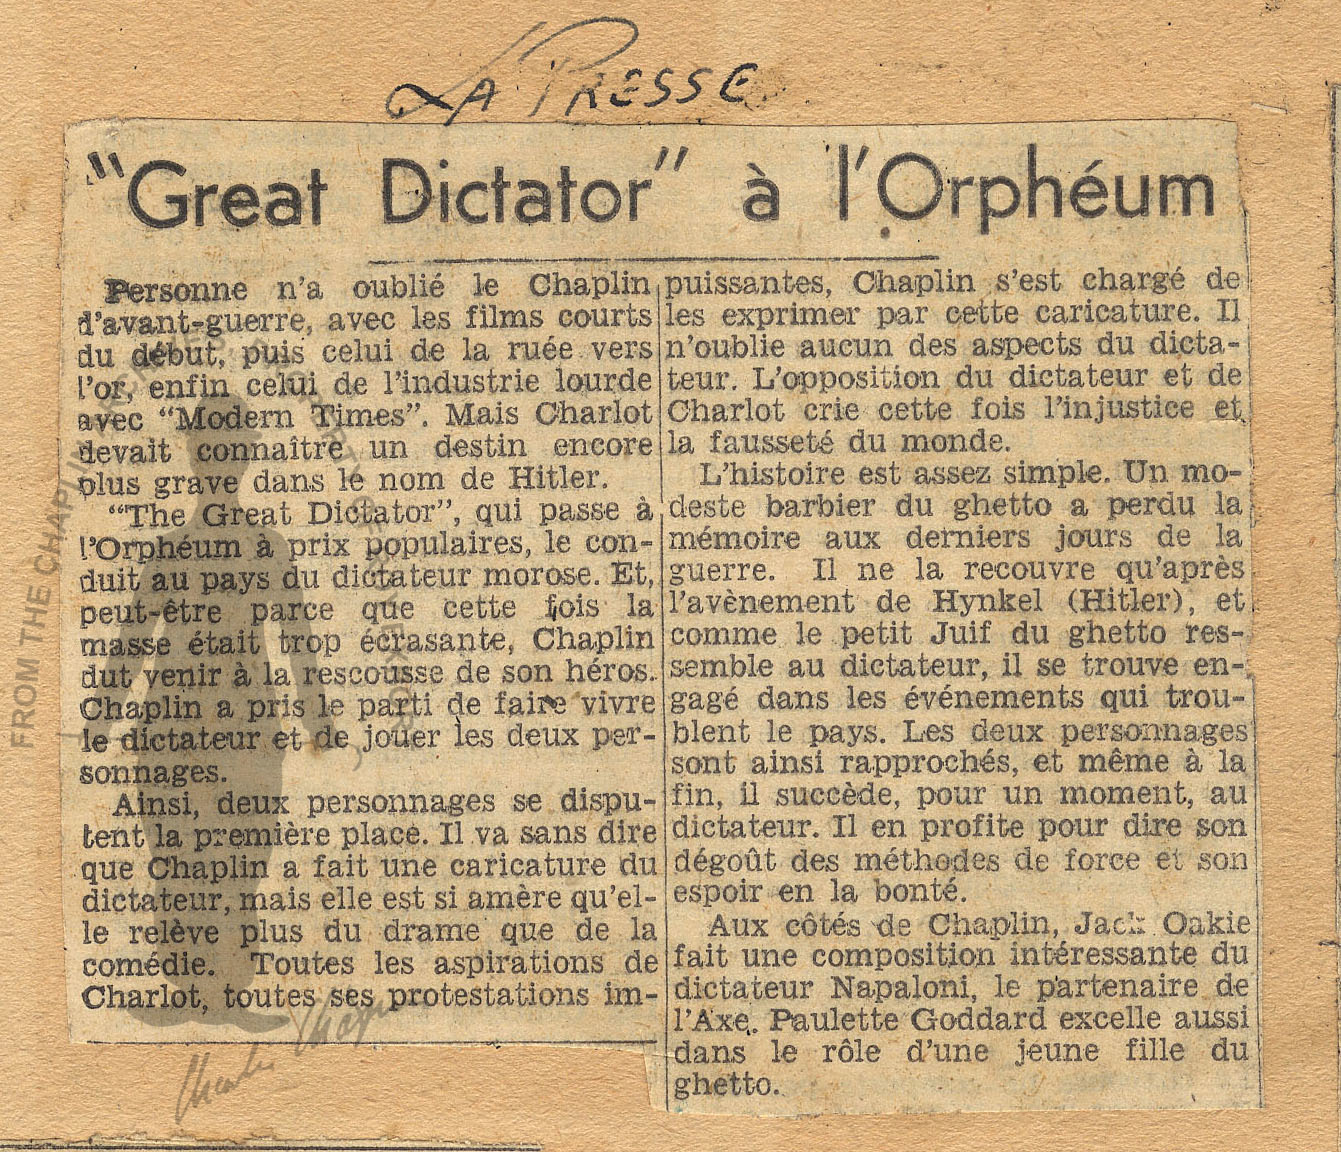 La Presse
"Great Dictator" à l'Orphéum
Personne n'a oublié le Chaplin
d'avant-guerre, avec les films courts
du début, puis celui de la ruée vers
l'or, enfin celui de l'industrie lourde
avec "Modern Times". Mais Charlot
devait connaître un destin encore
plus grave dans le nom de Hitler.
"The Great Dictator", qui passe à
l'Orphéum à prix populaires, le con-
duit au pays du dictateur morose. Et,
peut-être parce que cette fois la
masse était trop écrasante, Chaplin
dut venir à la rescousse de son héros.
Chaplin a pris le parti de faire vivre
le dictateur et de jouer les deux per-
sonnages.
Ainsi, deux personnages se dispu-
tent la première place. Il va sans dire
que Chaplin a fait une caricature du
dictateur, mais elle est si amère qu'el-
le relève plus du drame que de la
comédie. Toutes les aspirations de
Charlot, toutes ses protestations im-
puissantes, Chaplin s'est chargé de
les exprimer par cette caricature. Il
n'oublie aucun des aspects du dicta-
teur. L'opposition du dictateur et de
Charlot crie cette fois l'injustice et
la fausseté du monde.
L'histoire est assez simple. Un mo-
deste barbier du ghetto a perdu la
mémoire aux derniers jours de la
guerre. Il ne la recouvre qu'après
l'avènement de Hynkel (Hitler), et
comme le petit Juif du ghetto res-
semble au dictateur, il se trouve en-
gagé dans les événements qui trou-
blent le pays. Les deux personnages
sont ainsi rapprochés, et même à la
fin, il succède, pour un moment, au
dictateur. Il en profite pour dire son
dégoût des méthodes de force et son
espoir en la bonté.
Aux côtés de Chaplin, Jack Oakie
fait une composition intéressante du
dictateur Napaloni, le partenaire de
l'Axe. Paulette Goddard excelle aussi
dans le rôle d'une jeune fille du
ghetto.
FROM THE CHAPLIN
Charlie Chaplin